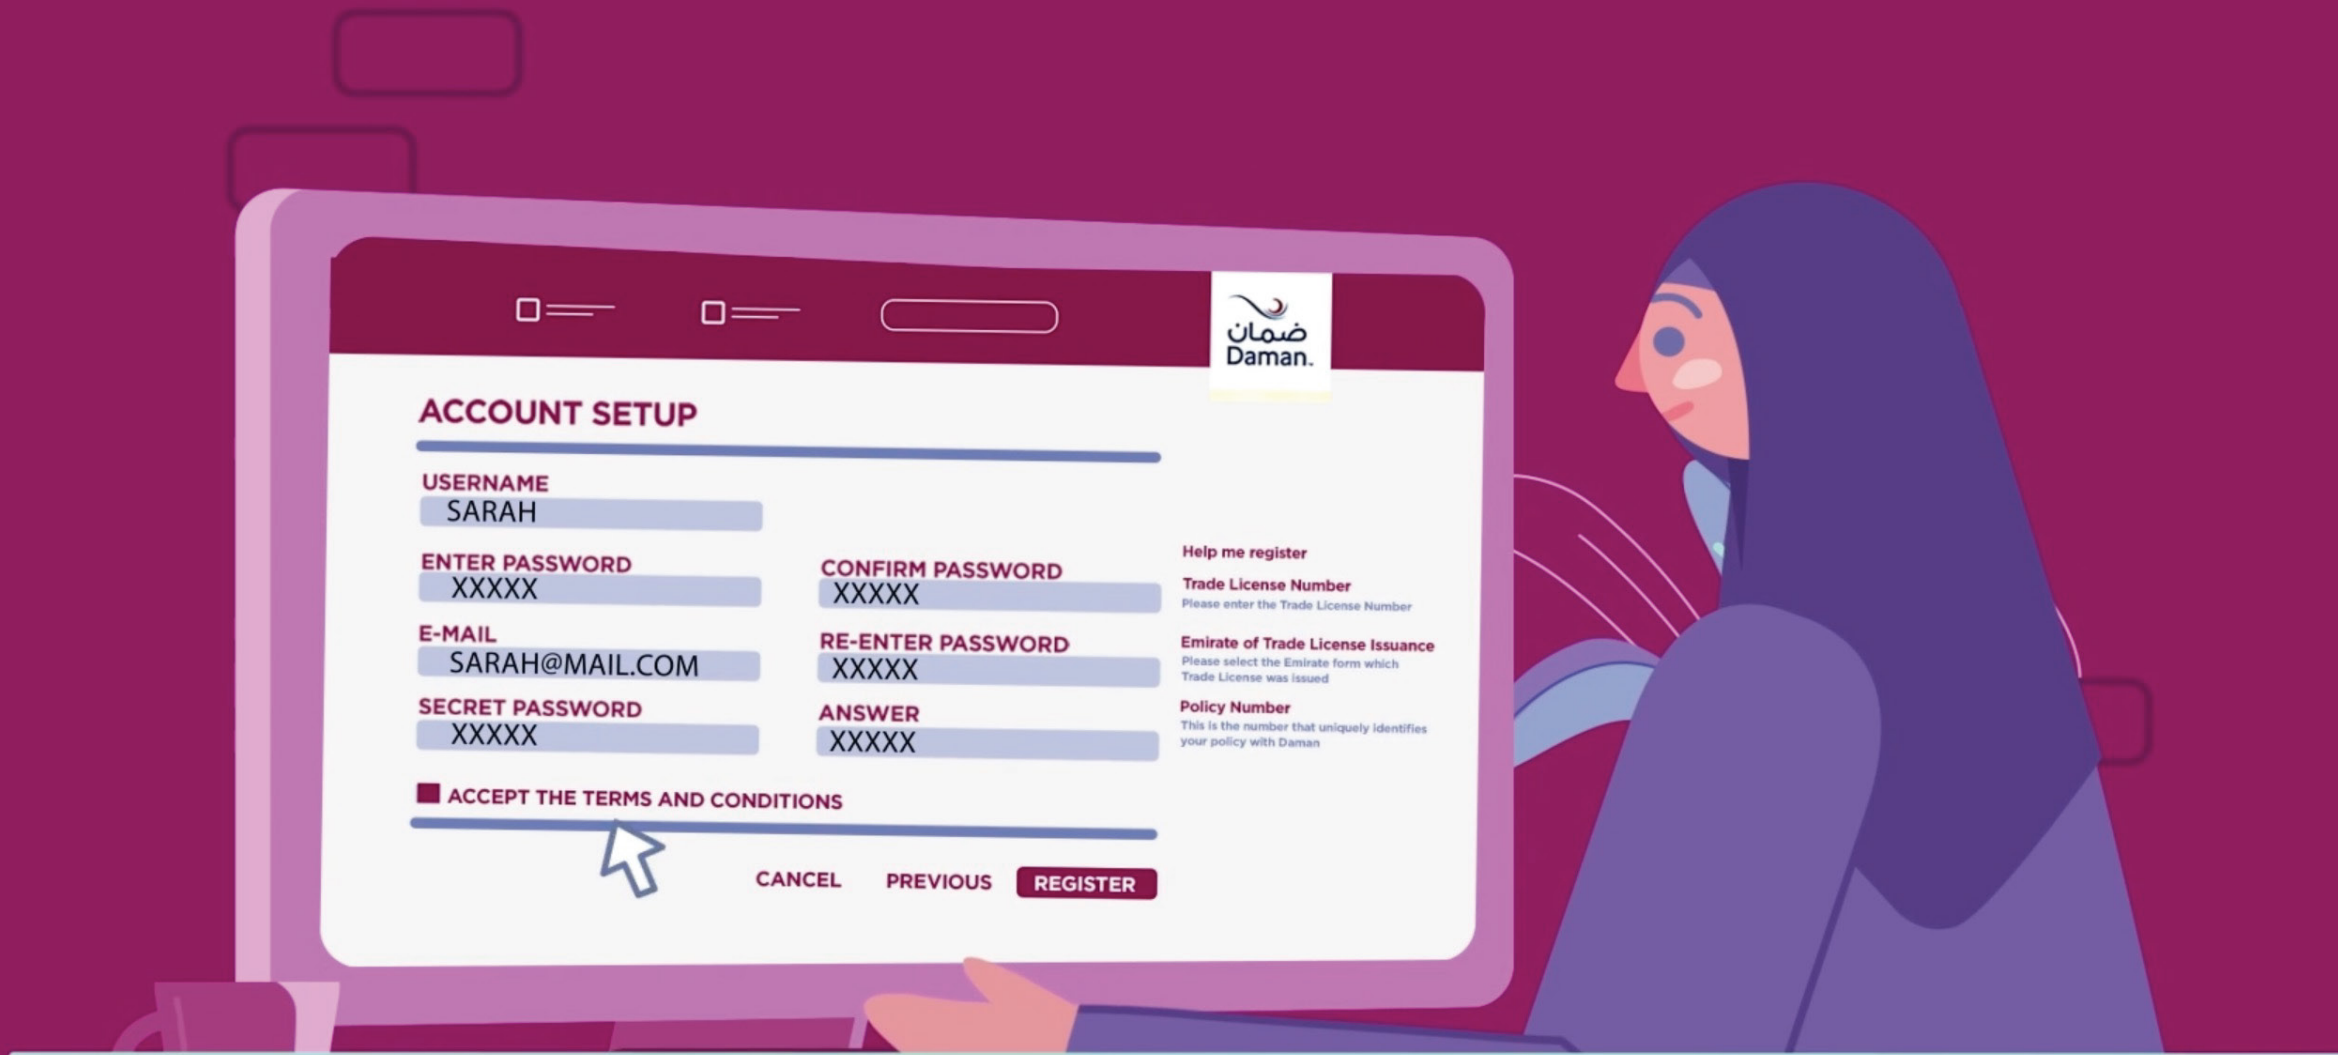 ضمان
Daman.
ACCOUNT SETUP
USERNAME
SARAH
ENTER PASSWORD
XXXXX
CONFIRM PASSWORD
XXXXX
E-MAIL
SARAH@MAIL.COM
RE-ENTER PASSWORD
XXXXX
SECRET PASSWORD
XXXXX
ANSWER
XXXXX
ACCEPT THE TERMS AND CONDITIONS
CANCEL
PREVIOUS
REGISTER
Help me register
Trade License Number
Please enter the Trade License Number
Emirate of Trade License Issuance
Please select the Emirate form which
Trade License was issued
Policy Number
This is the number that uniquely identifies
your policy with Daman